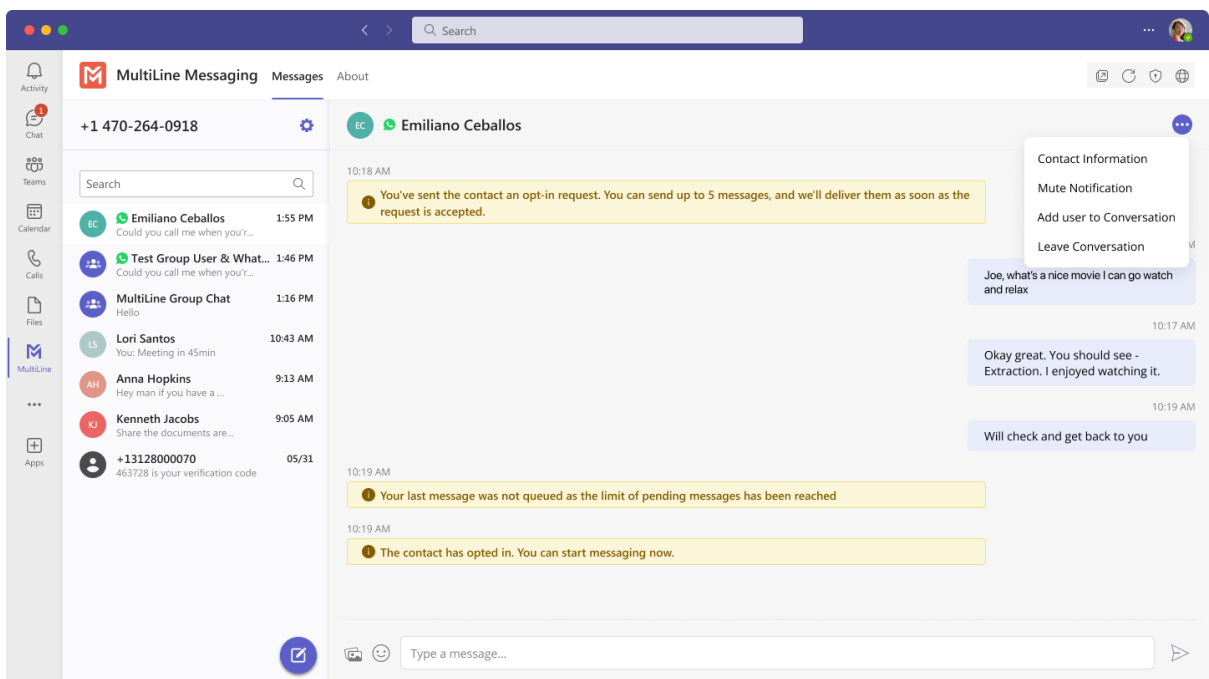 Search
Activity
1
Chat
Teams
Calendar
Calls
Files
MultiLine
Apps
MultiLine Messaging Messages About
+1 470-264-0918
Search
EC Emiliano Ceballos 1:55 PM
Could you call me when you'r...
Test Group User & What... 1:46 PM
Could you call me when you'r...
MultiLine Group Chat 1:16 PM
Hello
LS Lori Santos 10:43 AM
You: Meeting in 45min
AH Anna Hopkins 9:13 AM
Hey man if you have a ...
KJ Kenneth Jacobs 9:05 AM
Share the documents are...
+13128000070 05/31
463728 is your verification code
EC Emiliano Ceballos
Contact Information
Mute Notification
Add user to Conversation
Leave Conversation
10:18 AM
You've sent the contact an opt-in request. You can send up to 5 messages, and we'll deliver them as soon as the
request is accepted.
M
Joe, what's a nice movie I can go watch
and relax
10:17 AM
Okay great. You should see -
Extraction. I enjoyed watching it.
10:19 AM
Will check and get back to you
10:19 AM
Your last message was not queued as the limit of pending messages has been reached
10:19 AM
The contact has opted in. You can start messaging now.
Type a message...